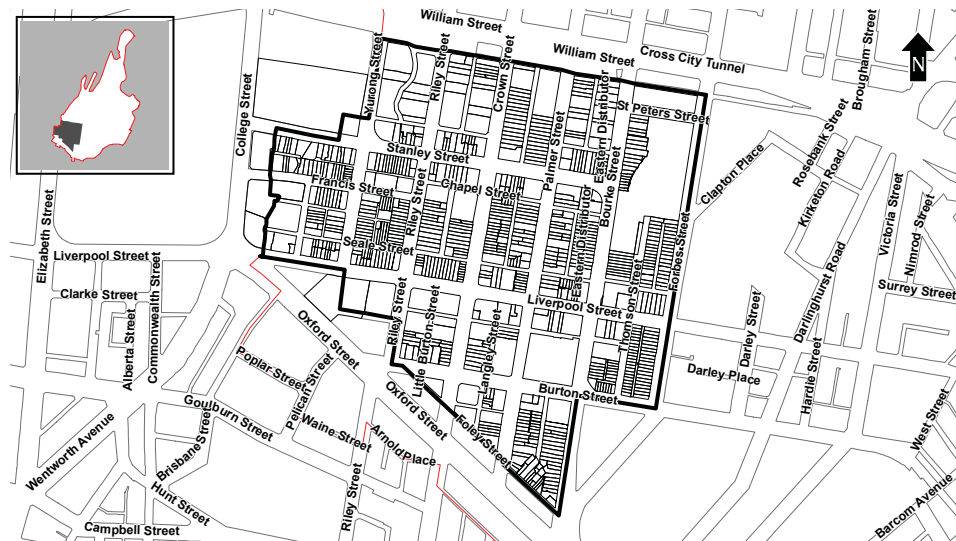 William Street
William Street
Cross City Tunnel
N
Brougham Street
College Street
Yurong Street
Riley Street
Crown Street
Eastern Distributor
St Peters Street
Palmer Street
Stanley Street
Chapel Street
Francis Street
Riley Street
Bourke Street
Eastern Distributor
Clapton Place
Rosebank Street
Kirketon Road
Victoria Street
Nimrod Street
Elizabeth Street
Seale Street
Forbes Street
Liverpool Street
Clarke Street
Commonwealth Street
Alberta Street
Oxford Street
Riley Street
Little Burton Street
Langley Street
Liverpool Street
Thomson Street
Darlinghurst Road
Surrey Street
Darley Street
Darley Place
Hardie Street
Poplar Street
Pelican Street
Oxford Street
Burton Street
Foley Street
Goulburn Street
Waine Street
Arnold Place
West Street
Wentworth Avenue
Brisbane Street
Hunt Street
Riley Street
Campbell Street
Barcom Avenue